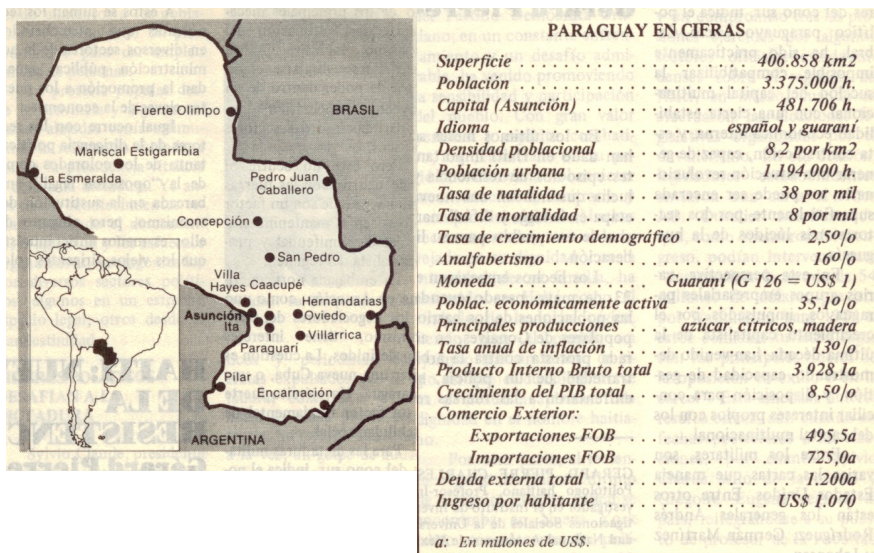 Fuerte Olimpo
BRASIL
Mariscal Estigarribia
La Esmeralda
Pedro Juan
Caballero
Concepción
San Pedro
Villa
Hayes
Caacupé
Hernandarias
Asunción
Oviedo
Ita
Villarrica
Paraguarí
Pilar
Encarnación
ARGENTINA
PARAGUAY EN CIFRAS
Superficie . . . 406.858 km2
Población . . . 3.375.000 h.
Capital (Asunción) . . . 481.706 h.
Idioma . . . español y guaraní
Densidad poblacional . . . 8,2 por km2
Población urbana . . . 1.194.000 h.
Tasa de natalidad . . . 38 por mil
Tasa de mortalidad . . . 8 por mil
Tasa de crecimiento demográfico . . . 2,5º/o
Analfabetismo . . . 16º/o
Moneda . . . Guaraní (G 126 = US$ 1)
Poblac. económicamente activa . . . 35,1º/o
Principales producciones . . . azúcar, cítricos, madera
Tasa anual de inflación . . . 13º/o
Producto Interno Bruto total . . . 3.928,1a
Crecimiento del PIB total . . . 8,5º/o
Comercio Exterior:
Exportaciones FOB . . . 495,5a
Importaciones FOB . . . 725,0a
Deuda externa total . . . 1.200a
Ingreso por habitante . . . US$ 1.070
a: En millones de US$.